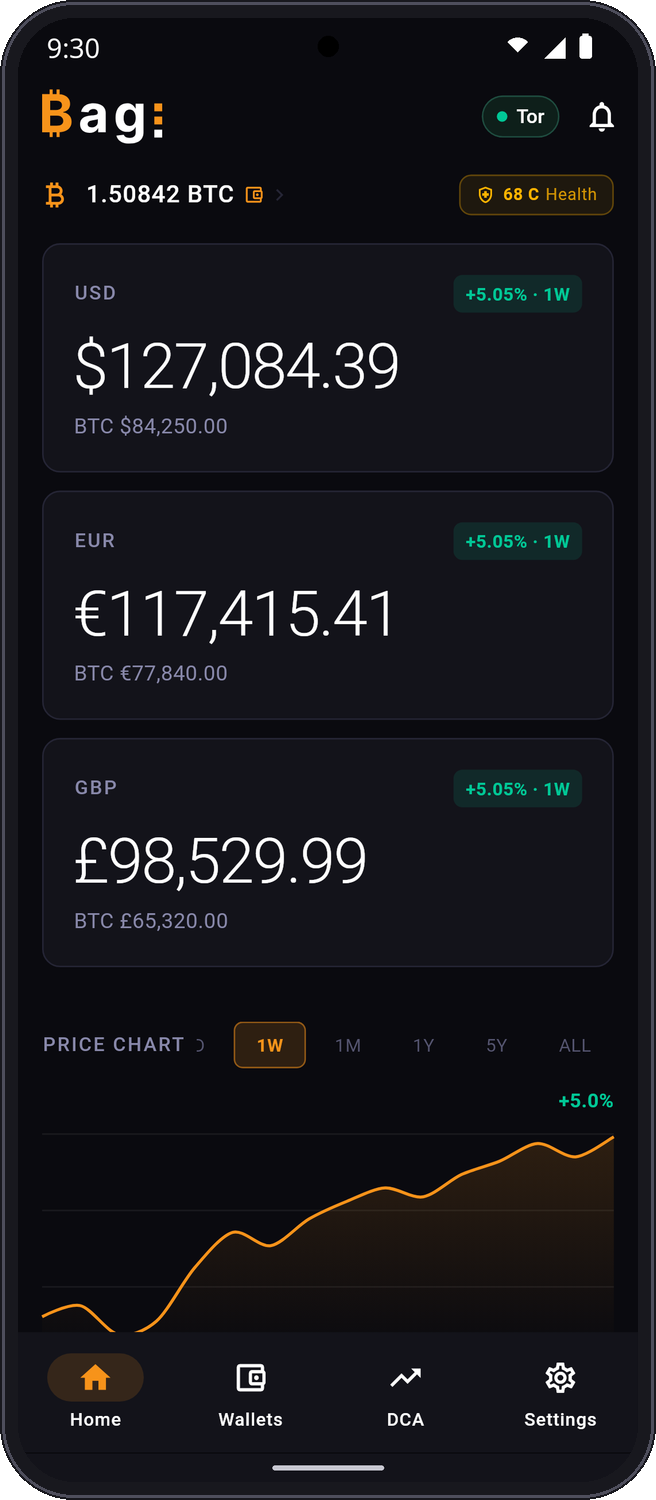 9:30
₿ag
Tor
1.50842 BTC
68 C Health
USD
+5.05% · 1W
$127,084.39
BTC $84,250.00
EUR
+5.05% · 1W
€117,415.41
BTC €77,840.00
GBP
+5.05% · 1W
£98,529.99
BTC £65,320.00
PRICE CHART 1W 1M 1Y 5Y ALL
+5.0%
Home Wallets DCA Settings